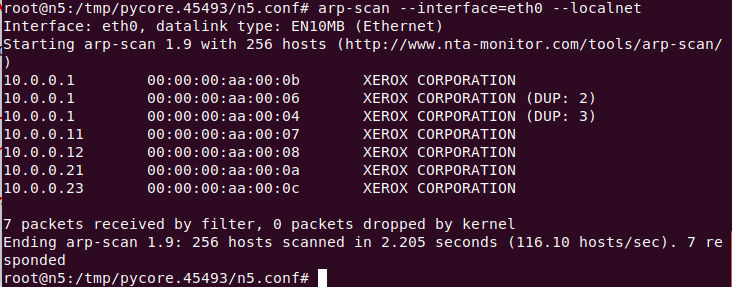 root@n5:/tmp/pycore.45493/n5.conf# arp-scan --interface=eth0 --localnet
Interface: eth0, datalink type: EN10MB (Ethernet)
Starting arp-scan 1.9 with 256 hosts (http://www.nta-monitor.com/tools/arp-scan/
)
10.0.0.1 00:00:00:aa:00:0b XEROX CORPORATION
10.0.0.1 00:00:00:aa:00:06 XEROX CORPORATION (DUP: 2)
10.0.0.1 00:00:00:aa:00:04 XEROX CORPORATION (DUP: 3)
10.0.0.11 00:00:00:aa:00:07 XEROX CORPORATION
10.0.0.12 00:00:00:aa:00:08 XEROX CORPORATION
10.0.0.21 00:00:00:aa:00:0a XEROX CORPORATION
10.0.0.23 00:00:00:aa:00:0c XEROX CORPORATION
7 packets received by filter, 0 packets dropped by kernel
Ending arp-scan 1.9: 256 hosts scanned in 2.205 seconds (116.10 hosts/sec). 7 re
sponded
root@n5:/tmp/pycore.45493/n5.conf#